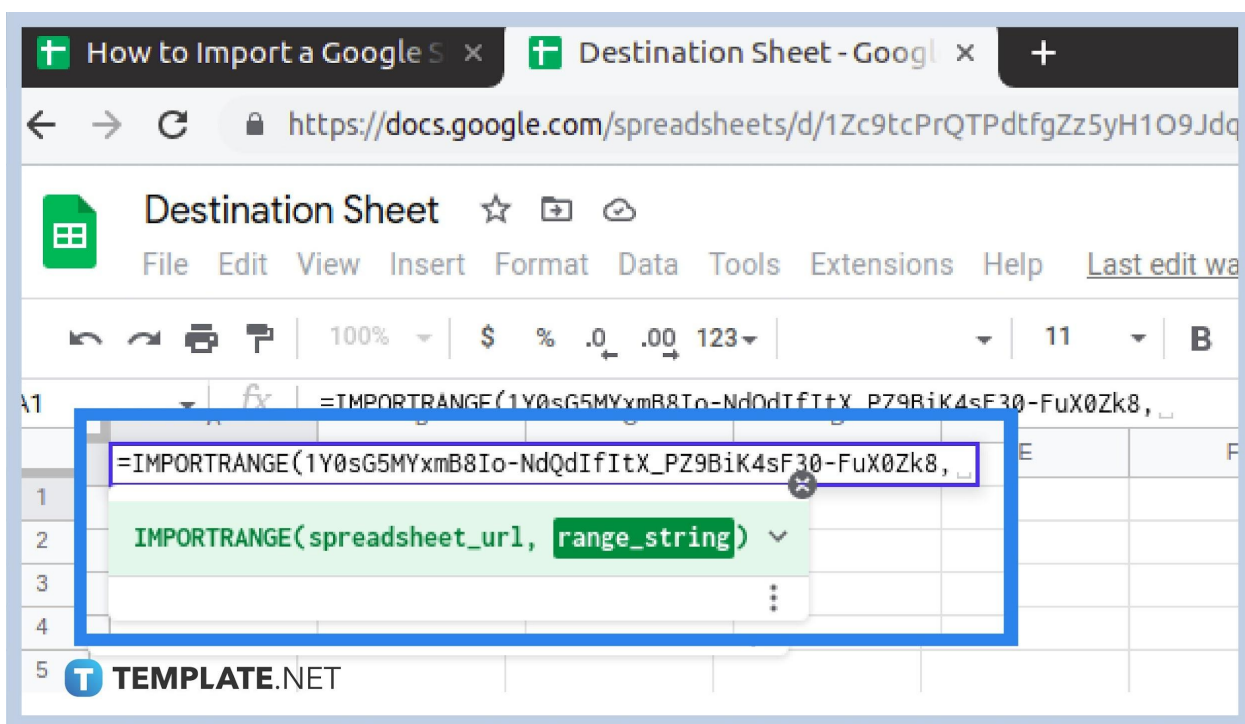 How to Import a Google S
Destination Sheet - Googl
https://docs.google.com/spreadsheets/d/1Zc9tcPrQTPdtfgZz5yH1O9Jdq
Destination Sheet
File Edit View Insert Format Data Tools Extensions Help Last edit wa
100% $ % .0 .00 123 11 B
A1 fx =IMPORTRANGE(1Y0sG5MYxmB8Io-NdQdIfItX_PZ9BiK4sF30-FuX0Zk8,
E F
=IMPORTRANGE(1Y0sG5MYxmB8Io-NdQdIfItX_PZ9BiK4sF30-FuX0Zk8,
1
2 IMPORTRANGE(spreadsheet_url, range_string)
3
4
5
T TEMPLATE.NET